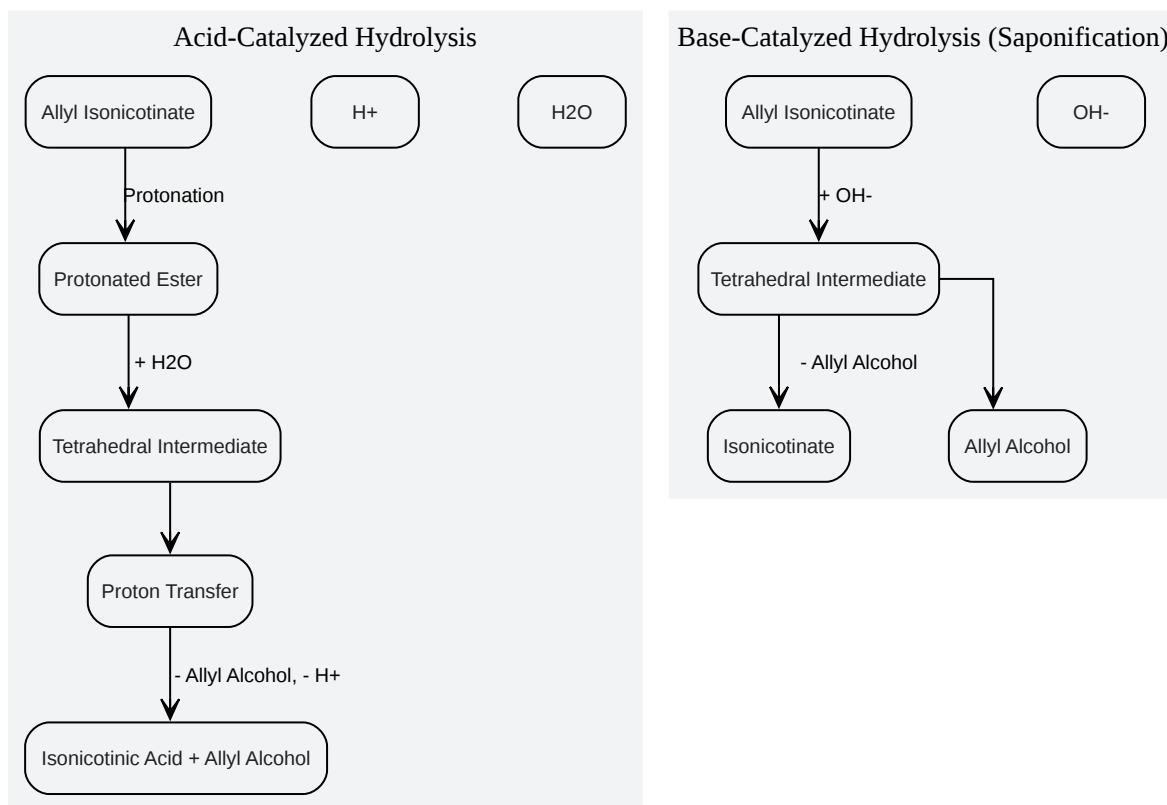 Acid-Catalyzed Hydrolysis
Allyl Isonicotinate
H+
H2O
Protonation
Protonated Ester
+ H2O
Tetrahedral Intermediate
Proton Transfer
- Allyl Alcohol, - H+
Isonicotinic Acid + Allyl Alcohol
Base-Catalyzed Hydrolysis (Saponification)
Allyl Isonicotinate
OH-
+ OH-
Tetrahedral Intermediate
- Allyl Alcohol
Isonicotinate
Allyl Alcohol